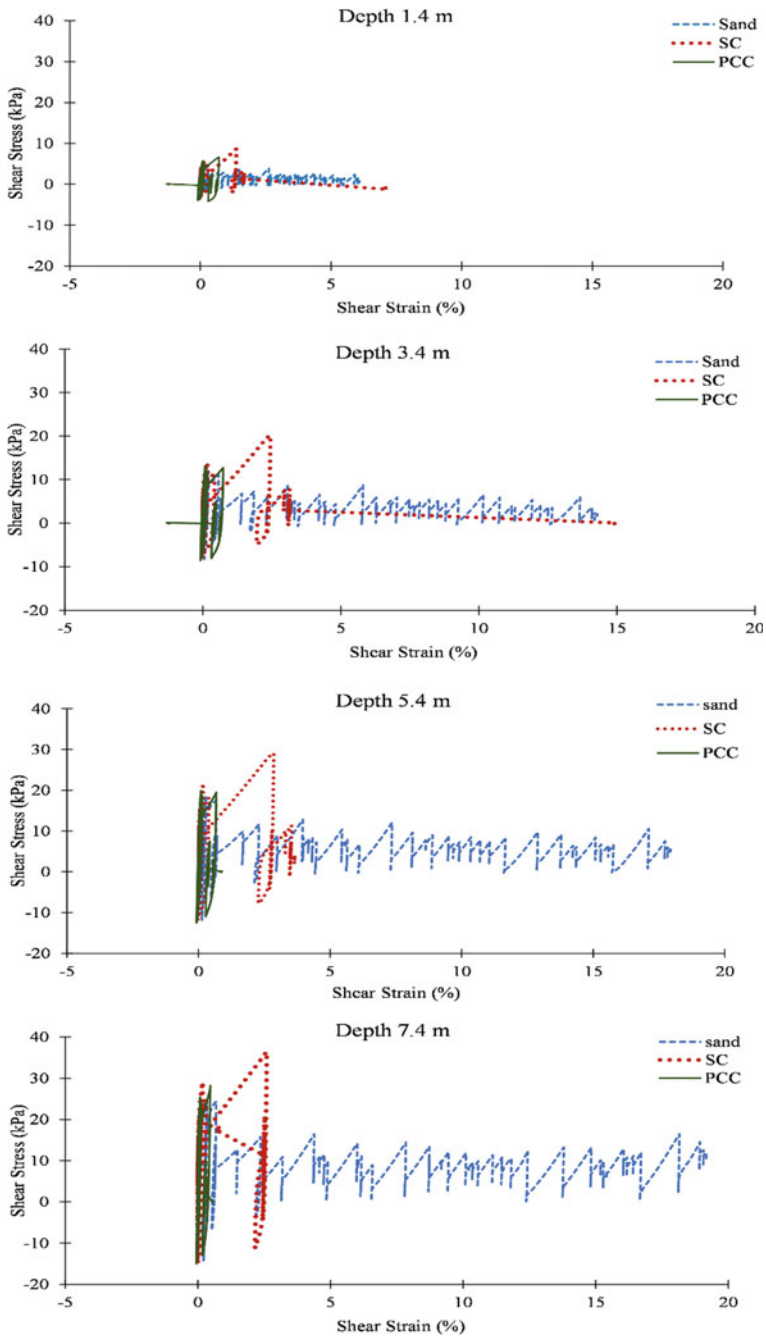 Depth 1.4 m
Sand
SC
PCC
40
30
20
10
0
-10
-20
Shear Stress (kPa)
-5 0 5 10 15 20
Shear Strain (%)
Depth 3.4 m
Sand
SC
PCC
40
30
20
10
0
-10
-20
Shear Stress (kPa)
-5 0 5 10 15 20
Shear Strain (%)
Depth 5.4 m
sand
SC
PCC
40
30
20
10
0
-10
-20
Shear Stress (kPa)
-5 0 5 10 15 20
Shear Strain (%)
Depth 7.4 m
sand
SC
PCC
40
30
20
10
0
-10
-20
Shear Stress (kPa)
-5 0 5 10 15 20
Shear Strain (%)